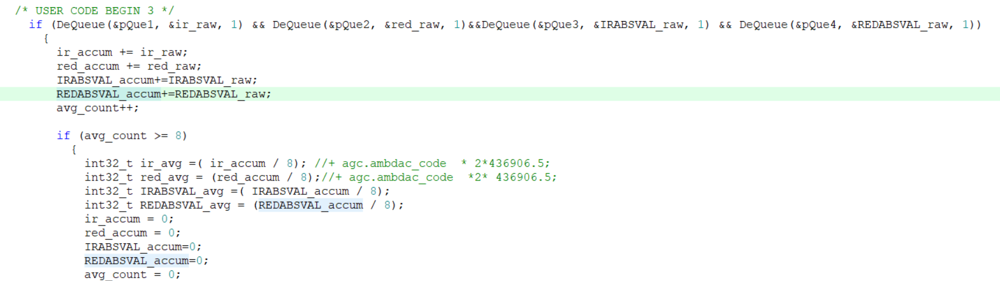 /* USER CODE BEGIN 3 */
if (DeQueue(&pQue1, &ir_raw, 1) && DeQueue(&pQue2, &red_raw, 1)&&DeQueue(&pQue3, &IRABSVAL_raw, 1) && DeQueue(&pQue4, &REDABSVAL_raw, 1))
{
ir_accum += ir_raw;
red_accum += red_raw;
IRABSVAL_accum+=IRABSVAL_raw;
REDABSVAL_accum+=REDABSVAL_raw;
avg_count++;
if (avg_count >= 8)
{
int32_t ir_avg =( ir_accum / 8); //+ agc.ambdac_code  * 2*436906.5;
int32_t red_avg = (red_accum / 8);//+ agc.ambdac_code  *2* 436906.5;
int32_t IRABSVAL_avg =( IRABSVAL_accum / 8);
int32_t REDABSVAL_avg = (REDABSVAL_accum / 8);
ir_accum = 0;
red_accum = 0;
IRABSVAL_accum=0;
REDABSVAL_accum=0;
avg_count = 0;